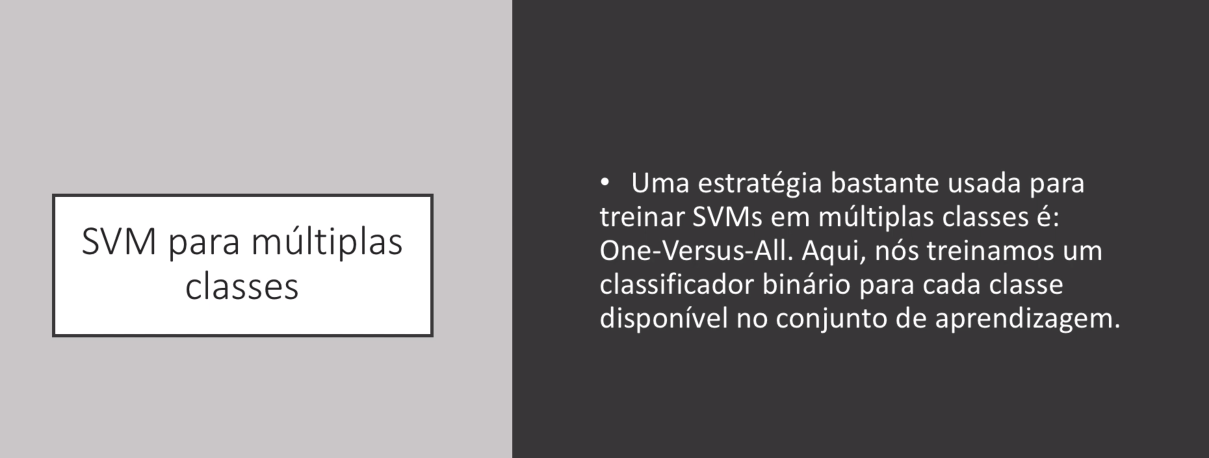 SVM para múltiplas
classes
• Uma estratégia bastante usada para
treinar SVMs em múltiplas classes é:
One-Versus-All. Aqui, nós treinamos um
classificador binário para cada classe
disponível no conjunto de aprendizagem.